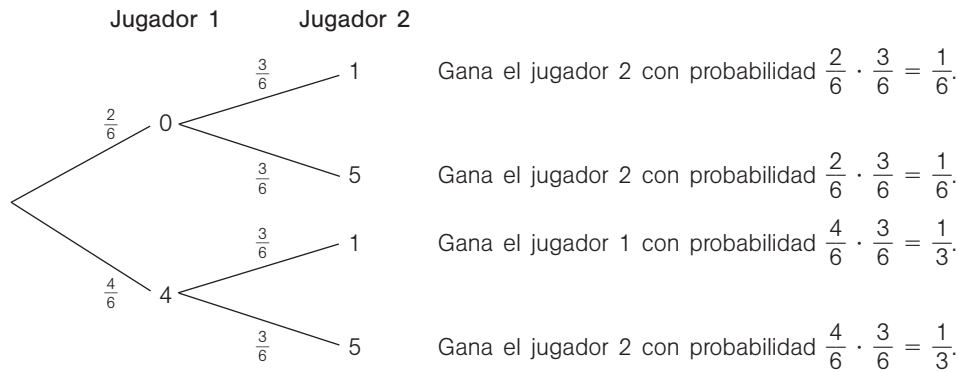 Jugador 1 Jugador 2
3/6 1 Gana el jugador 2 con probabilidad 2/6 · 3/6 = 1/6.
2/6 0
3/6 5 Gana el jugador 2 con probabilidad 2/6 · 3/6 = 1/6.
3/6 1 Gana el jugador 1 con probabilidad 4/6 · 3/6 = 1/3.
4/6 4
3/6 5 Gana el jugador 2 con probabilidad 4/6 · 3/6 = 1/3.